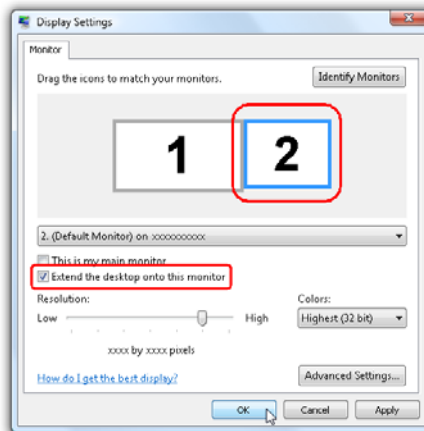 Display Settings
Monitor
Drag the icons to match your monitors.
Identify Monitors
1
2
2. (Default Monitor) on xxxxxxxxxx
This is my main monitor
Extend the desktop onto this monitor
Resolution:
Colors:
Low
High
Highest (32 bit)
xxxx by xxxx pixels
How do I get the best display?
Advanced Settings...
OK
Cancel
Apply